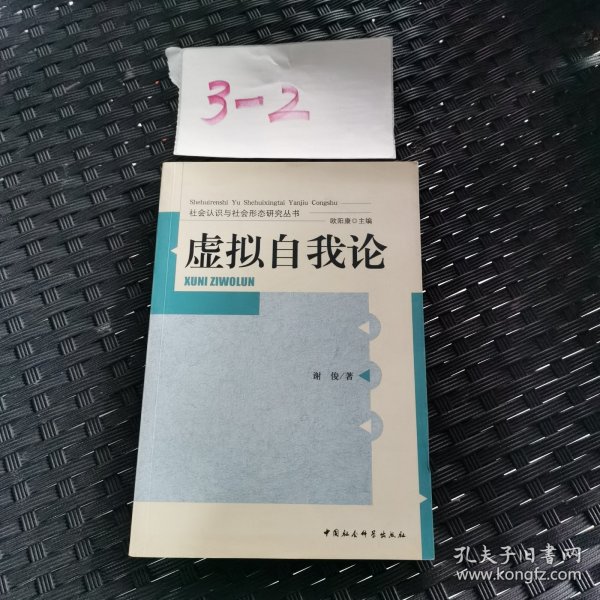 3-2
Shehuirenshi Yu Shehuixingtai Yanjiu Congshu
社会认识与社会形态研究丛书
欧阳康◎主编
虚拟自我论
XUNI ZIWOLUN
谢 俊/著
中国社会科学出版社
孔夫子旧书网
www.kongfz.com